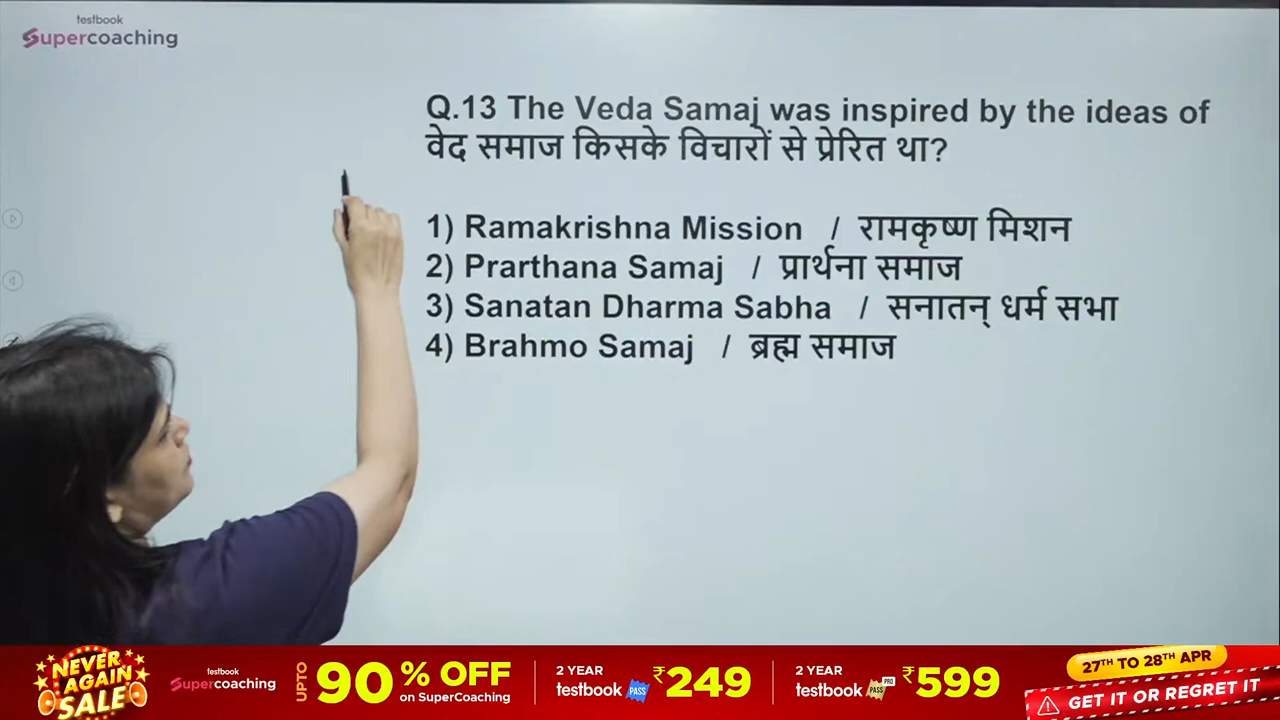 testbook
Supercoaching
Q.13 The Veda Samaj was inspired by the ideas of
वेद समाज किसके विचारों से प्रेरित था?
1) Ramakrishna Mission / रामकृष्ण मिशन
2) Prarthana Samaj / प्रार्थना समाज
3) Sanatan Dharma Sabha / सनातन् धर्म सभा
4) Brahmo Samaj / ब्रह्म समाज
NEVER
AGAIN
SALE
testbook
Supercoaching
UPTO
90% OFF
on SuperCoaching
2 YEAR
testbook PASS
₹249
2 YEAR
testbook PASS PRO
₹599
27TH TO 28TH APR
GET IT OR REGRET IT